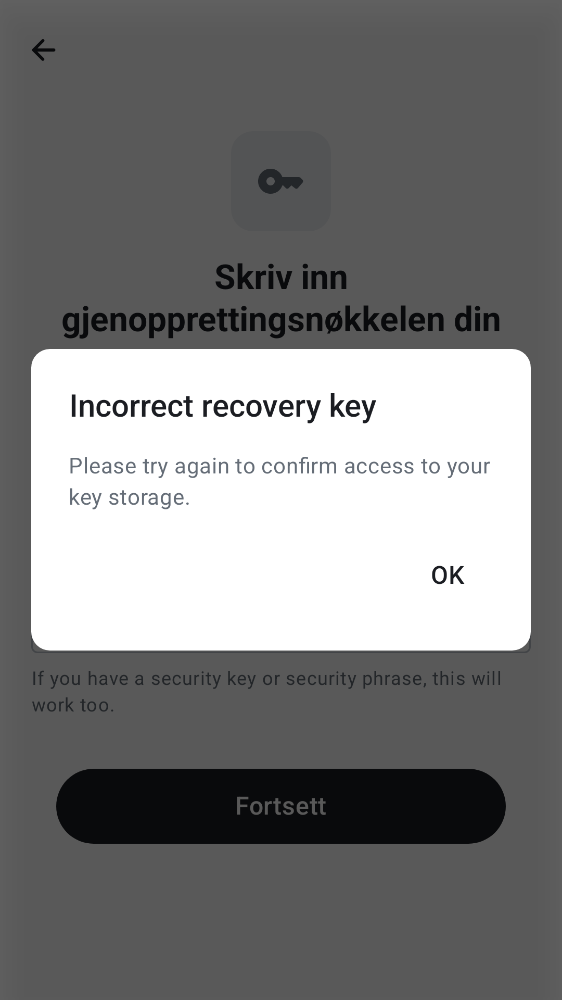 Skriv inn
gjenopprettingsnøkkelen din
Incorrect recovery key
Please try again to confirm access to your
key storage.
OK
If you have a security key or security phrase, this will
work too.
Fortsett